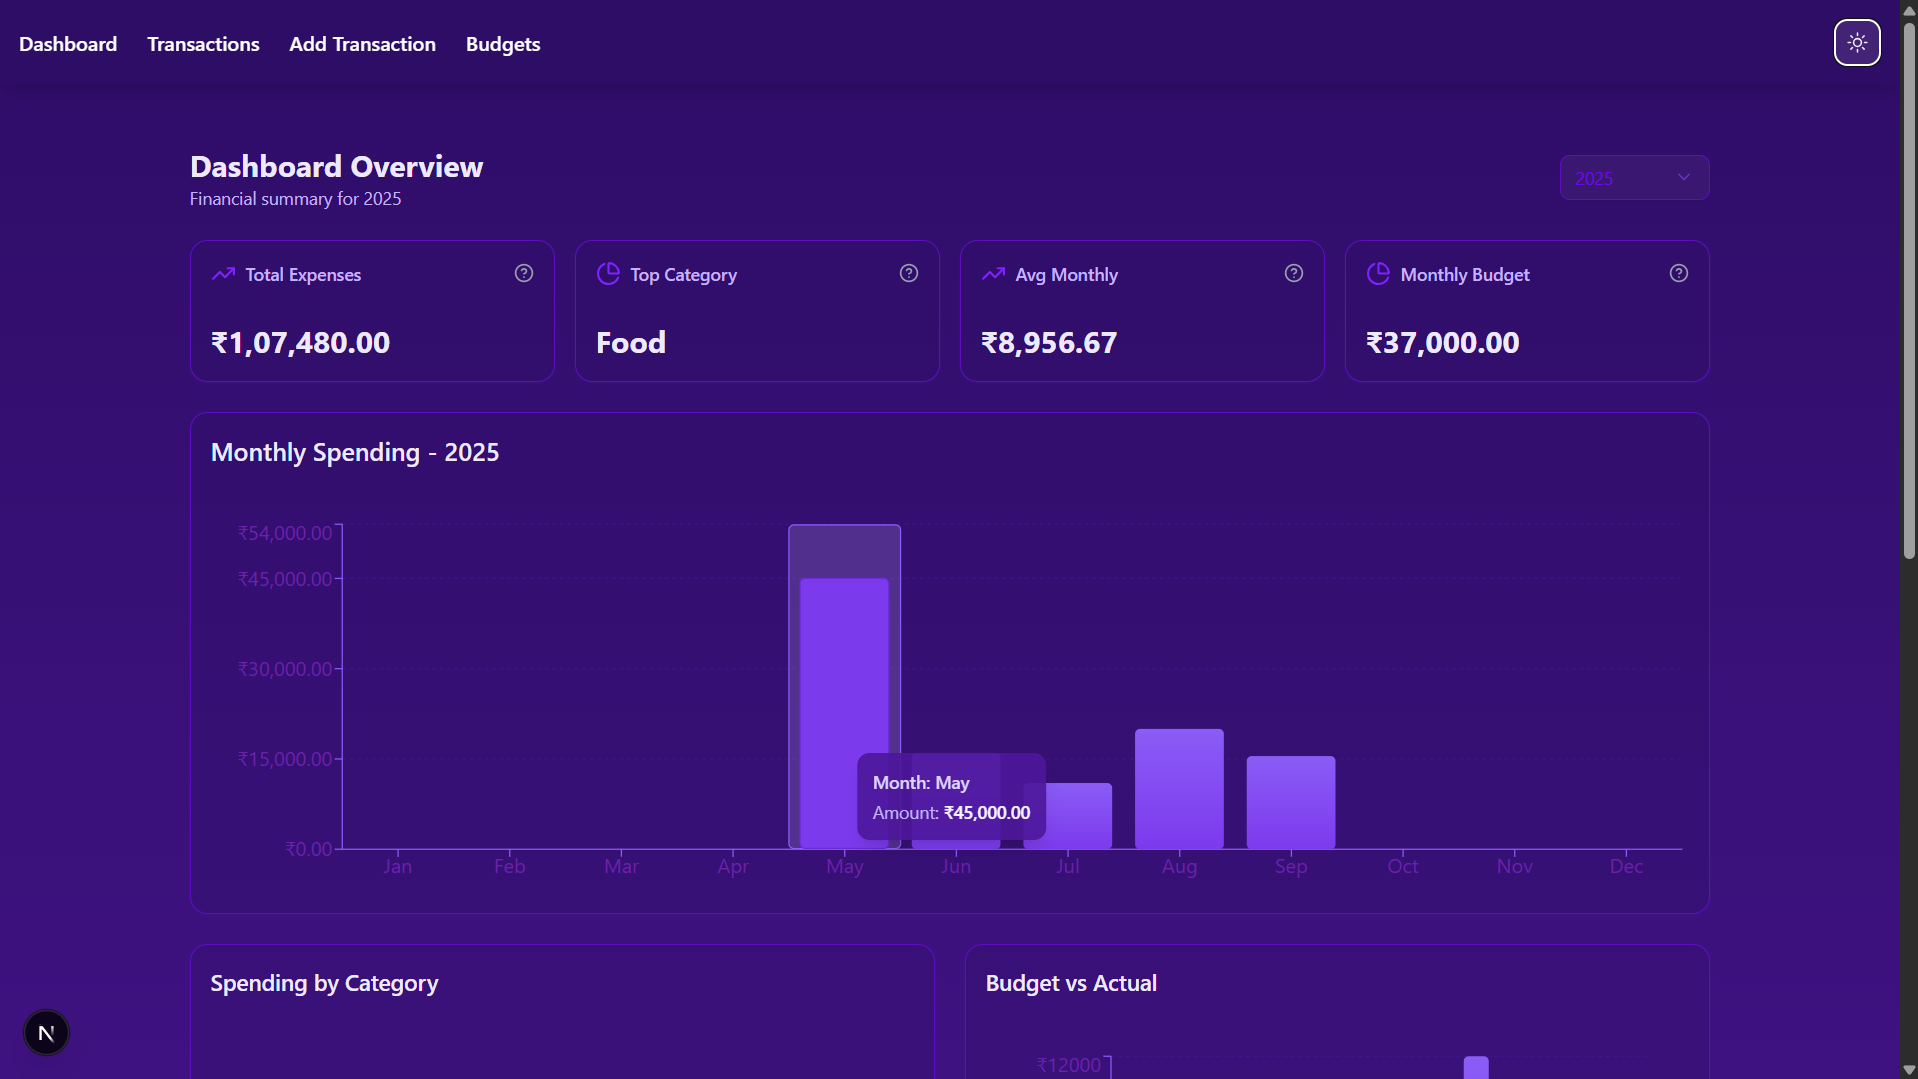 Dashboard
Transactions
Add Transaction
Budgets
Dashboard Overview
Financial summary for 2025
2025
Total Expenses
₹1,07,480.00
Top Category
Food
Avg Monthly
₹8,956.67
Monthly Budget
₹37,000.00
Monthly Spending - 2025
₹54,000.00
₹45,000.00
₹30,000.00
₹15,000.00
₹0.00
Month: May
Amount: ₹45,000.00
Jan Feb Mar Apr May Jun Jul Aug Sep Oct Nov Dec
Spending by Category
Budget vs Actual
₹12000
N